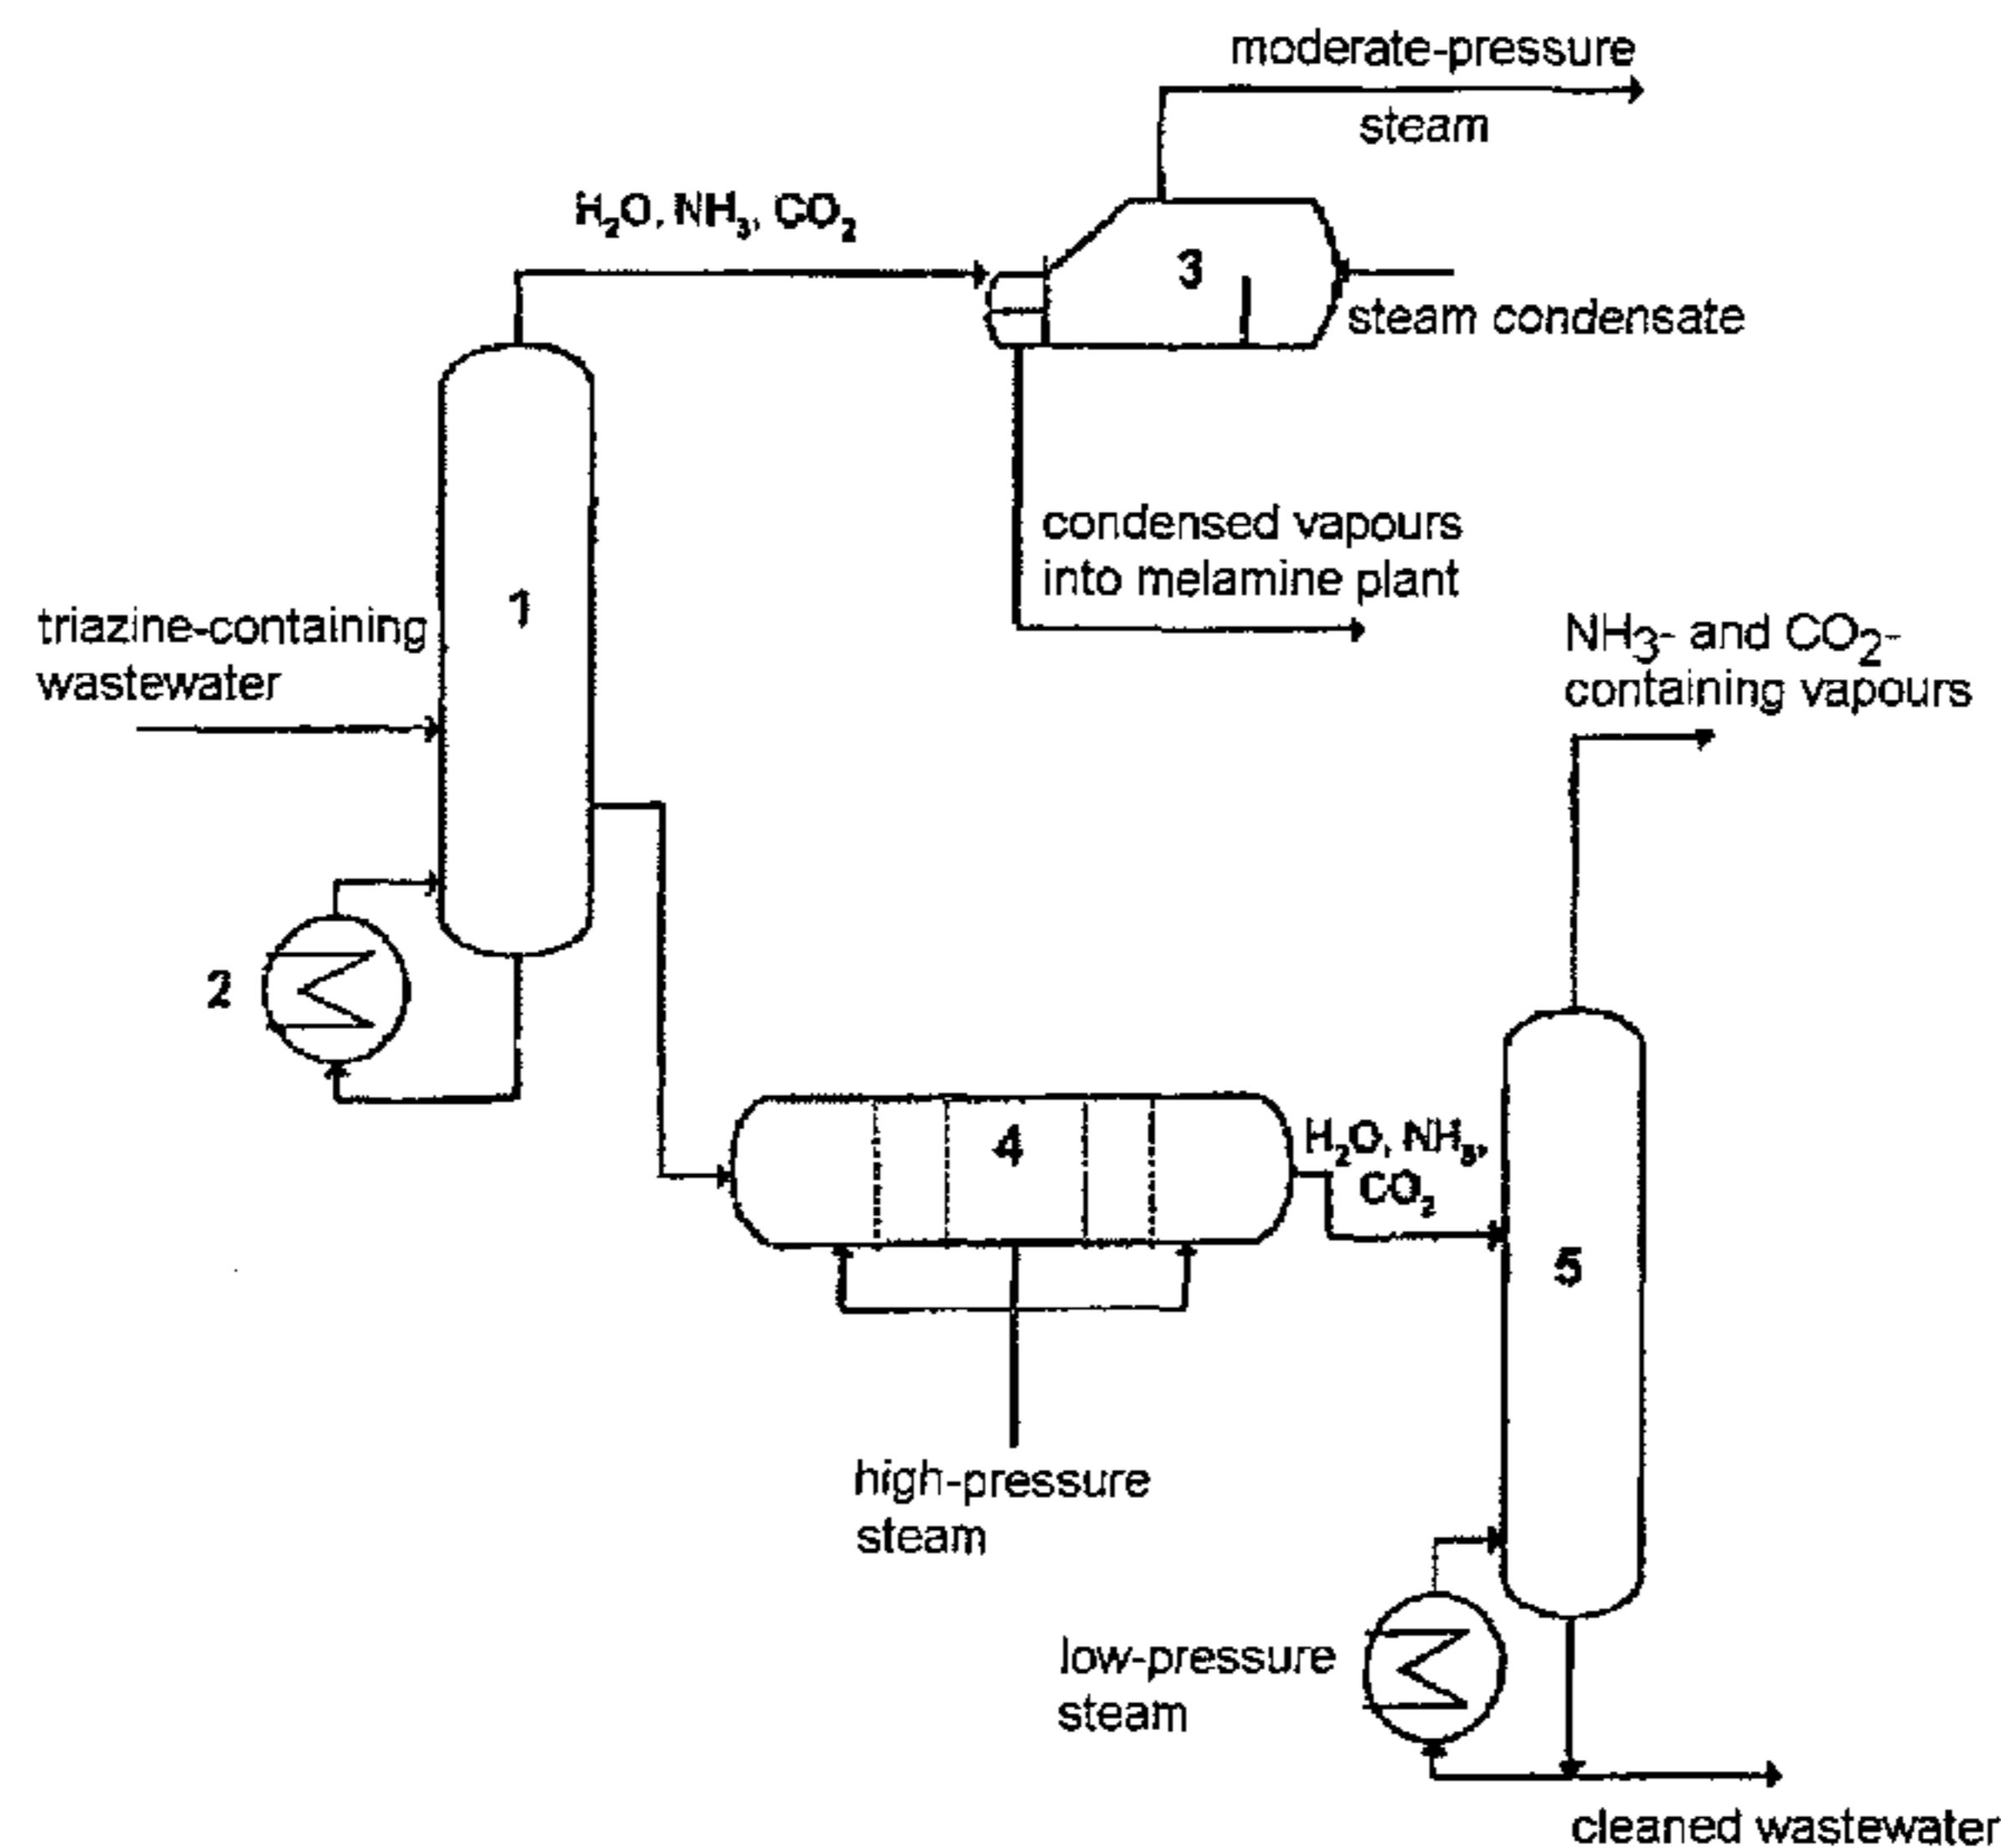 moderate-pressure
steam
H₂O, NH₃, CO₂
3
steam condensate
condensed vapours
into melamine plant
1
triazine-containing
wastewater
NH₃- and CO₂-
containing vapours
2
4
H₂O, NH₃,
CO₂
5
high-pressure
steam
low-pressure
steam
cleaned wastewater